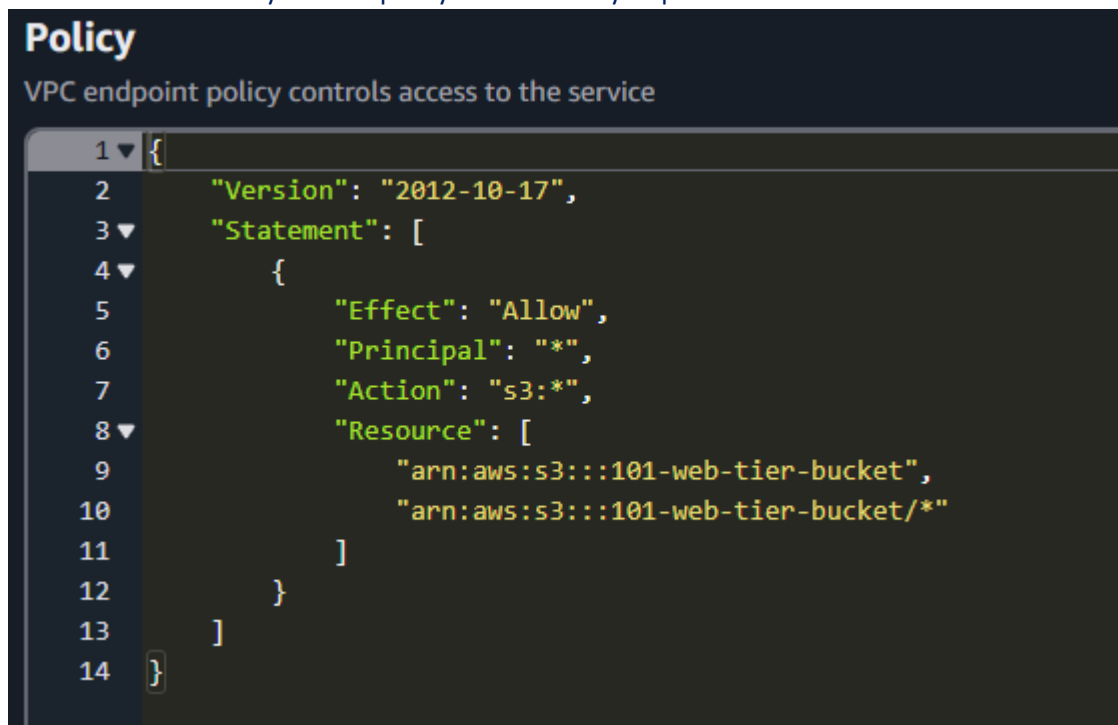 Policy
VPC endpoint policy controls access to the service
1 {
2 "Version": "2012-10-17",
3 "Statement": [
4 {
5 "Effect": "Allow",
6 "Principal": "*",
7 "Action": "s3:*",
8 "Resource": [
9 "arn:aws:s3:::101-web-tier-bucket",
10 "arn:aws:s3:::101-web-tier-bucket/*"
11 ]
12 }
13 ]
14 }